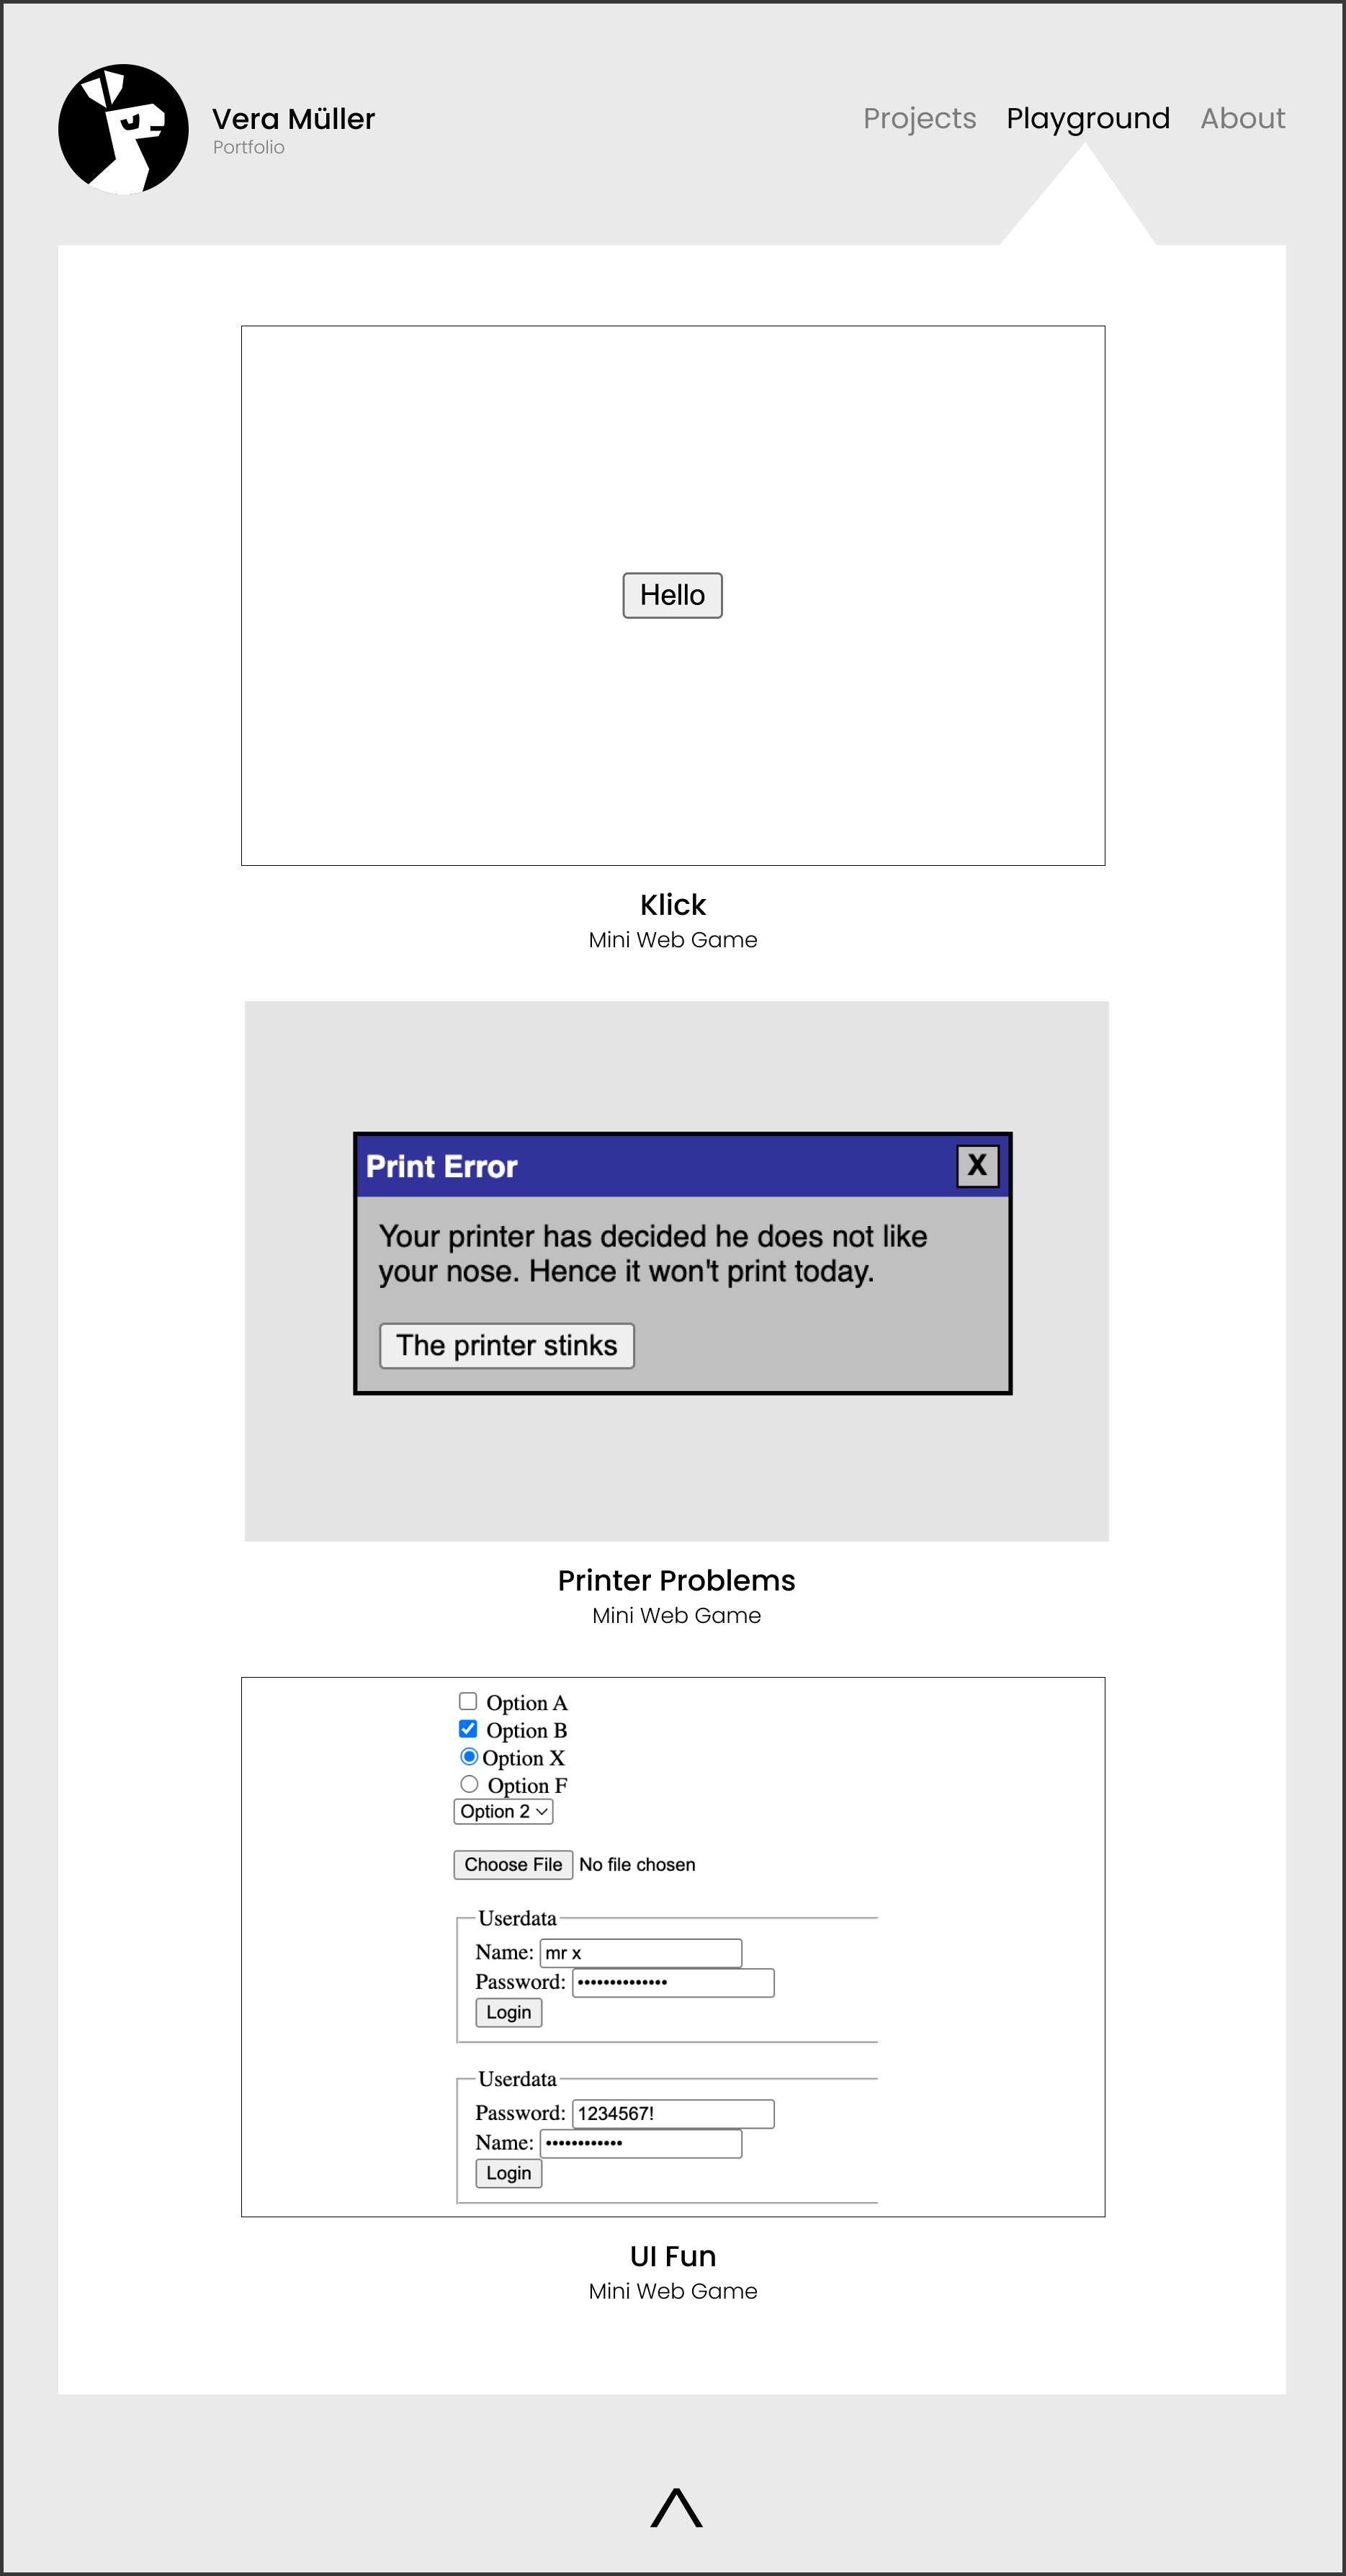 Vera Müller
Portfolio
Projects Playground About
Hello
Klick
Mini Web Game
Print Error X
Your printer has decided he does not like
your nose. Hence it won't print today.
The printer stinks
Printer Problems
Mini Web Game
Option A
Option B
Option X
Option F
Option 2
Choose File No file chosen
Userdata
Name: mr x
Password: ••••••••••••••
Login
Userdata
Password: 1234567!
Name: ••••••••••••
Login
UI Fun
Mini Web Game